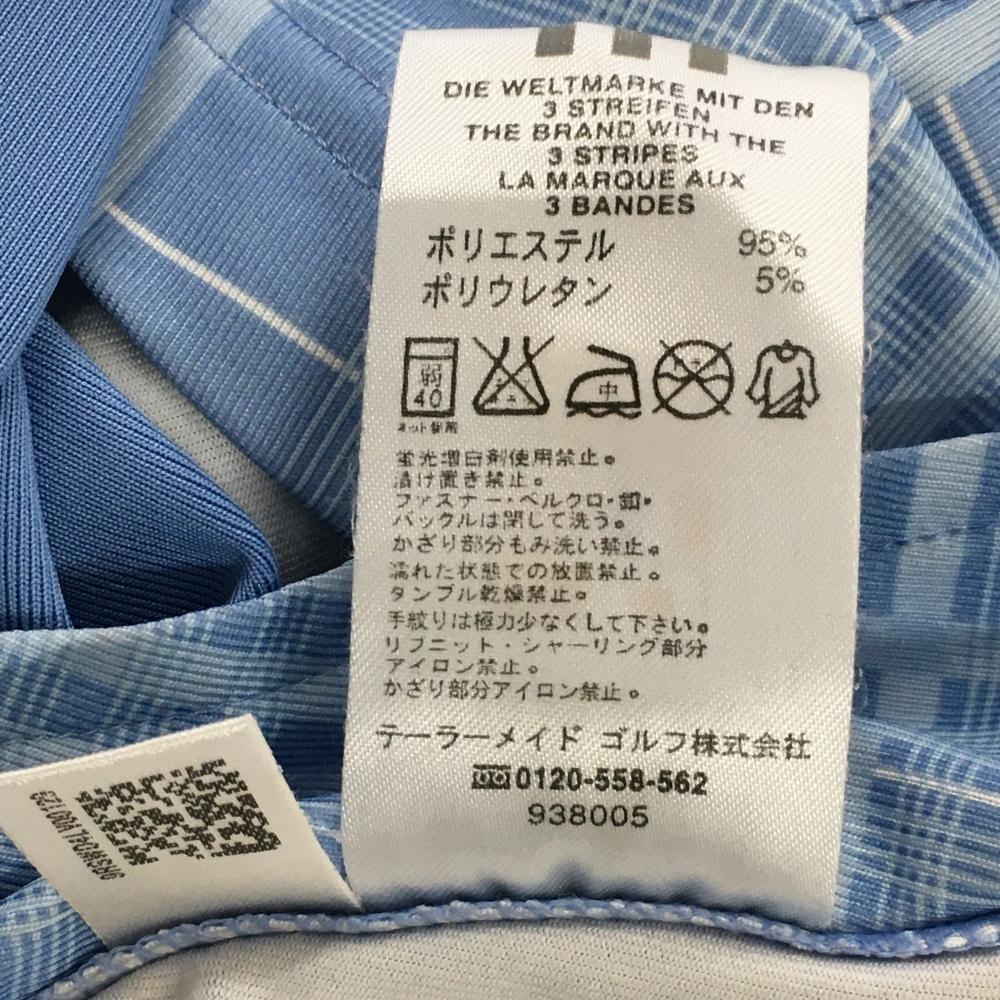 DIE WELTMARKE MIT DEN
3 STREIFEN
THE BRAND WITH THE
3 STRIPES
LA MARQUE AUX
3 BANDES
ポリエステル 95%
ポリウレタン 5%
弱
40
中
ネット使用
蛍光増白剤使用禁止。
漬け置き禁止。
ファスナー・ベルクロ・釦・
バックルは閉じて洗う。
かざり部分もみ洗い禁止。
濡れた状態での放置禁止。
タンブル乾燥禁止。
手絞りは極力少なくして下さい。
リブニット・シャーリング部分
アイロン禁止。
かざり部分アイロン禁止。
テーラーメイド ゴルフ株式会社
0120-558-562
938005